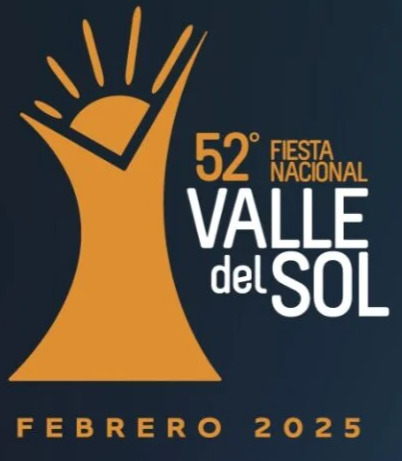 52° FIESTA
NACIONAL
VALLE
del SOL
FEBRERO 2025